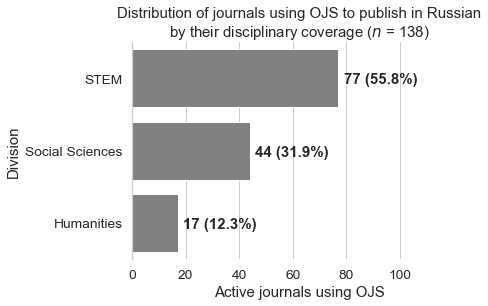 Distribution of journals using OJS to publish in Russian
by their disciplinary coverage (n = 138)
Division
STEM
77 (55.8%)
Social Sciences
44 (31.9%)
Humanities
17 (12.3%)
0 20 40 60 80 100
Active journals using OJS